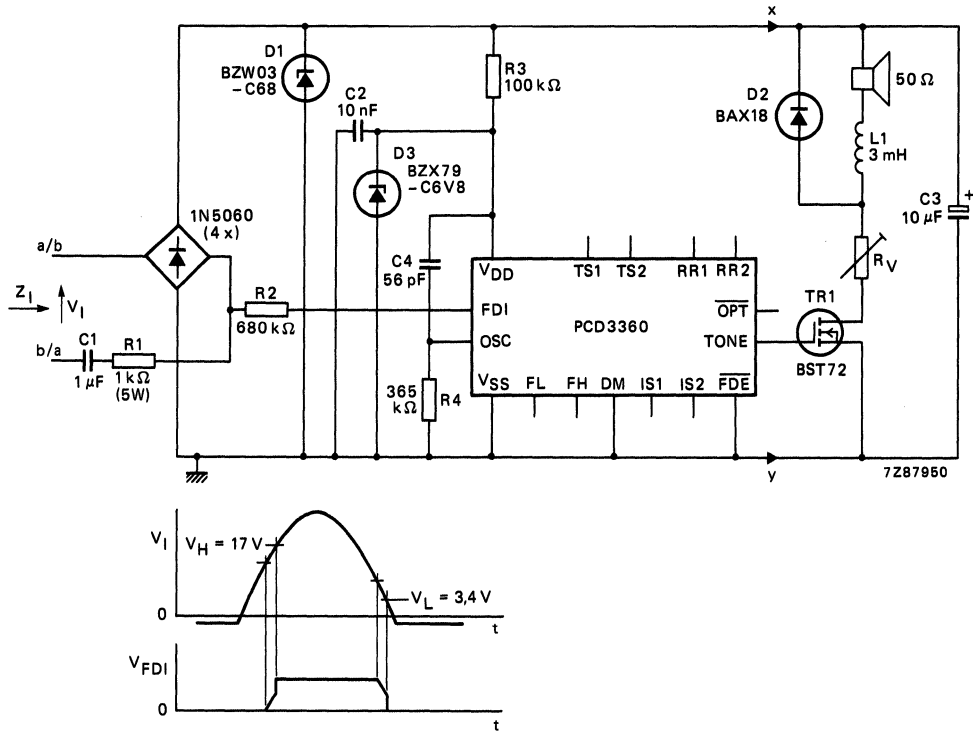 x
D1
BZW03
-C68
R3
100 kΩ
C2
10 nF
D2
BAX18
50 Ω
L1
3 mH
D3
BZX79
-C6V8
C3
10 µF
+
1N5060
(4 x)
a/b
C4
56 pF
RV
VDD
TS1
TS2
RR1
RR2
ZI
VI
R2
680 kΩ
FDI
PCD3360
OPT
TR1
b/a
C1
1 µF
R1
1 kΩ
(5W)
OSC
TONE
BST72
365
kΩ
R4
VSS
FL
FH
DM
IS1
IS2
FDE
y
7Z87950
VI
VH = 17 V
VL = 3,4 V
0
t
VFDI
0
t